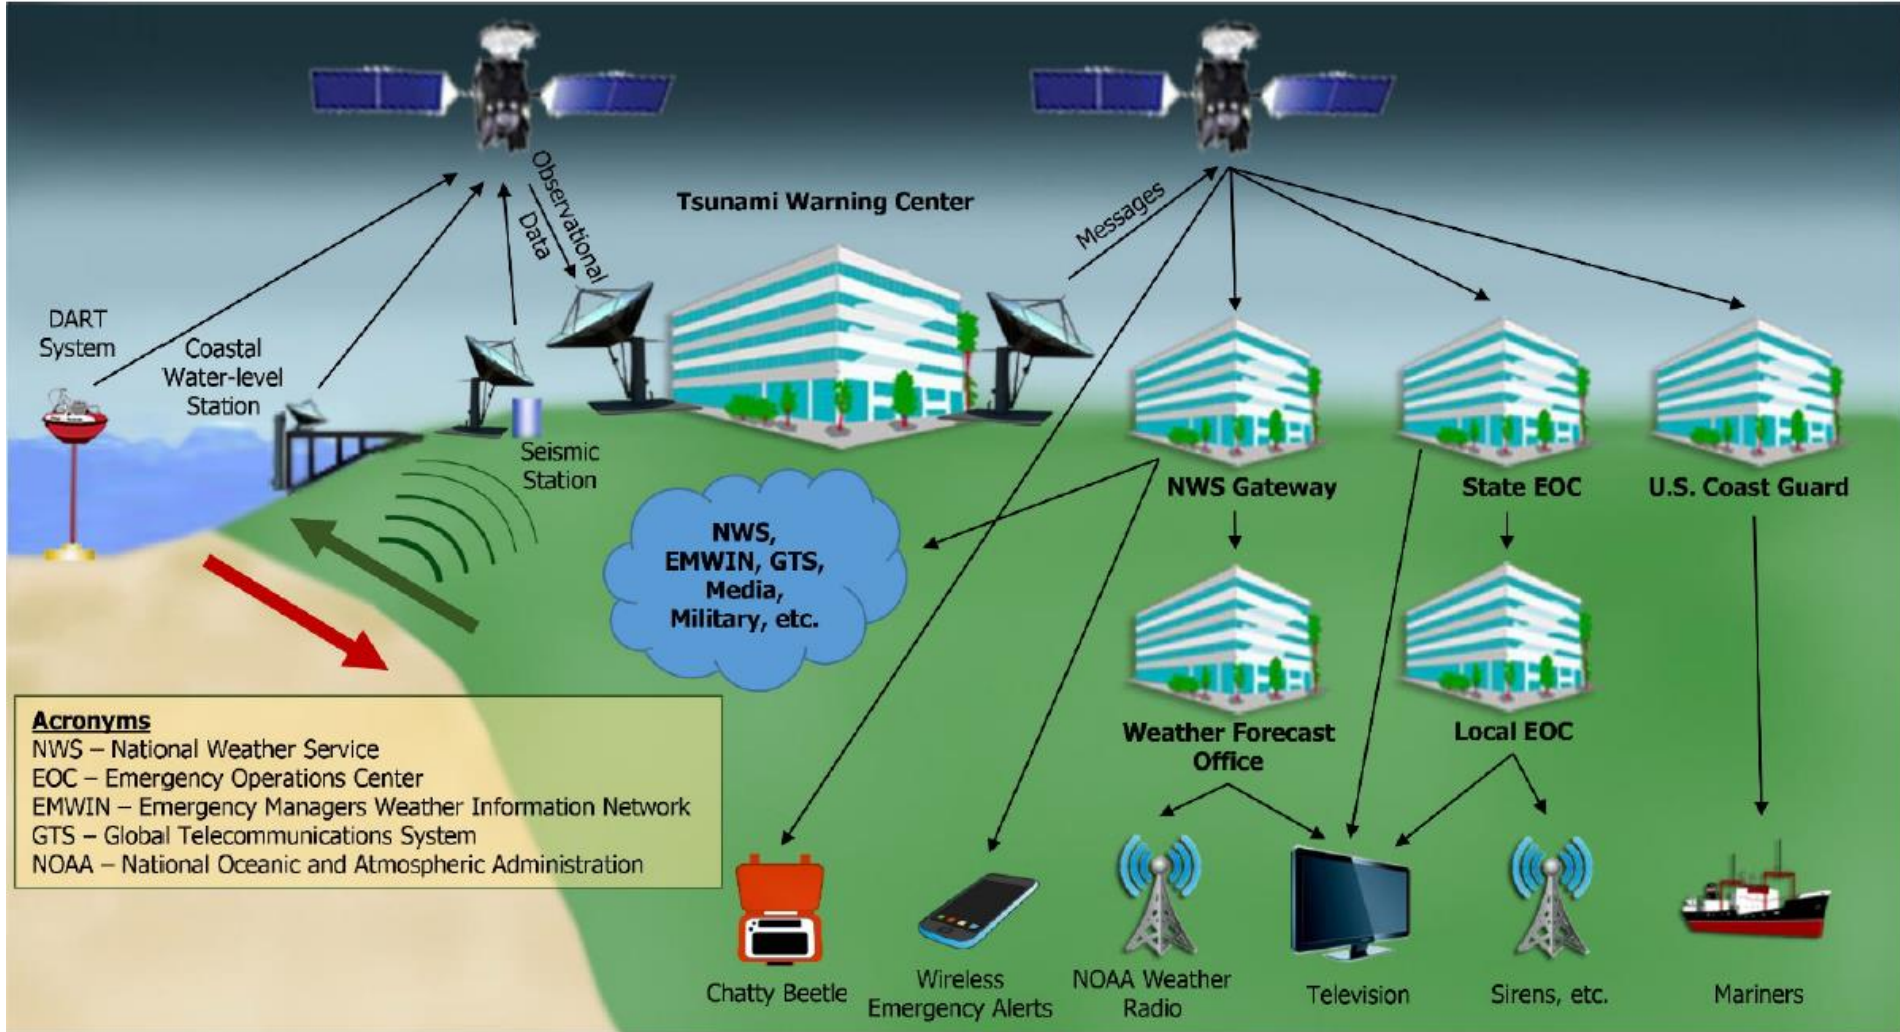 Observational
Data
Tsunami Warning Center
Messages
DART
System
Coastal
Water-level
Station
Seismic
Station
NWS Gateway
State EOC
U.S. Coast Guard
NWS,
EMWIN, GTS,
Media,
Military, etc.
Weather Forecast
Office
Local EOC
Acronyms
NWS – National Weather Service
EOC – Emergency Operations Center
EMWIN – Emergency Managers Weather Information Network
GTS – Global Telecommunications System
NOAA – National Oceanic and Atmospheric Administration
Chatty Beetle
Wireless
Emergency Alerts
NOAA Weather
Radio
Television
Sirens, etc.
Mariners